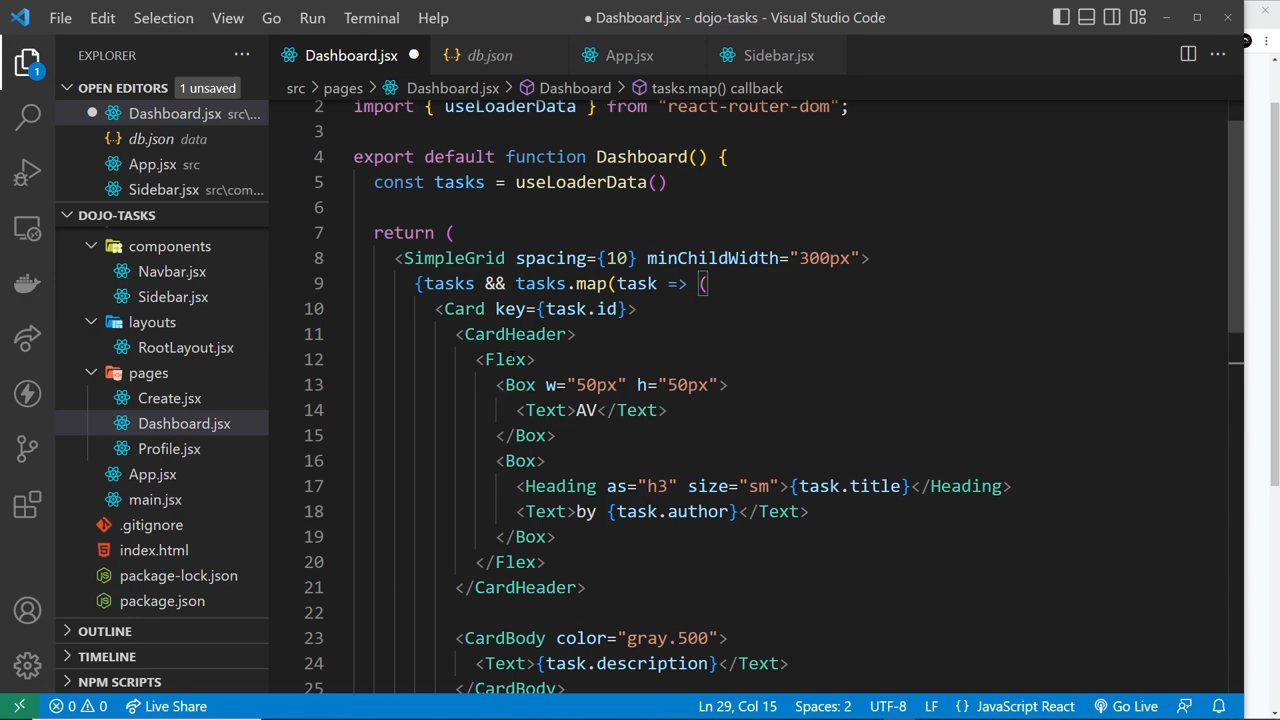 File Edit Selection View Go Run Terminal Help
● Dashboard.jsx - dojo-tasks - Visual Studio Code
EXPLORER
Dashboard.jsx
db.json
App.jsx
Sidebar.jsx
1
OPEN EDITORS 1 unsaved
Dashboard.jsx src\...
db.json data
App.jsx src
Sidebar.jsx src\com...
DOJO-TASKS
components
Navbar.jsx
Sidebar.jsx
layouts
RootLayout.jsx
pages
Create.jsx
Dashboard.jsx
Profile.jsx
App.jsx
main.jsx
.gitignore
index.html
package-lock.json
package.json
OUTLINE
TIMELINE
NPM SCRIPTS
src > pages > Dashboard.jsx > Dashboard > tasks.map() callback
2 import { useLoaderData } from "react-router-dom";
3
4 export default function Dashboard() {
5 const tasks = useLoaderData()
6
7 return (
8 <SimpleGrid spacing={10} minChildWidth="300px">
9 {tasks && tasks.map(task => (
10 <Card key={task.id}>
11 <CardHeader>
12 <Flex>
13 <Box w="50px" h="50px">
14 <Text>AV</Text>
15 </Box>
16 <Box>
17 <Heading as="h3" size="sm">{task.title}</Heading>
18 <Text>by {task.author}</Text>
19 </Box>
20 </Flex>
21 </CardHeader>
22
23 <CardBody color="gray.500">
24 <Text>{task.description}</Text>
25 </CardBody>
0 0 Live Share
Ln 29, Col 15 Spaces: 2 UTF-8 LF {} JavaScript React Go Live